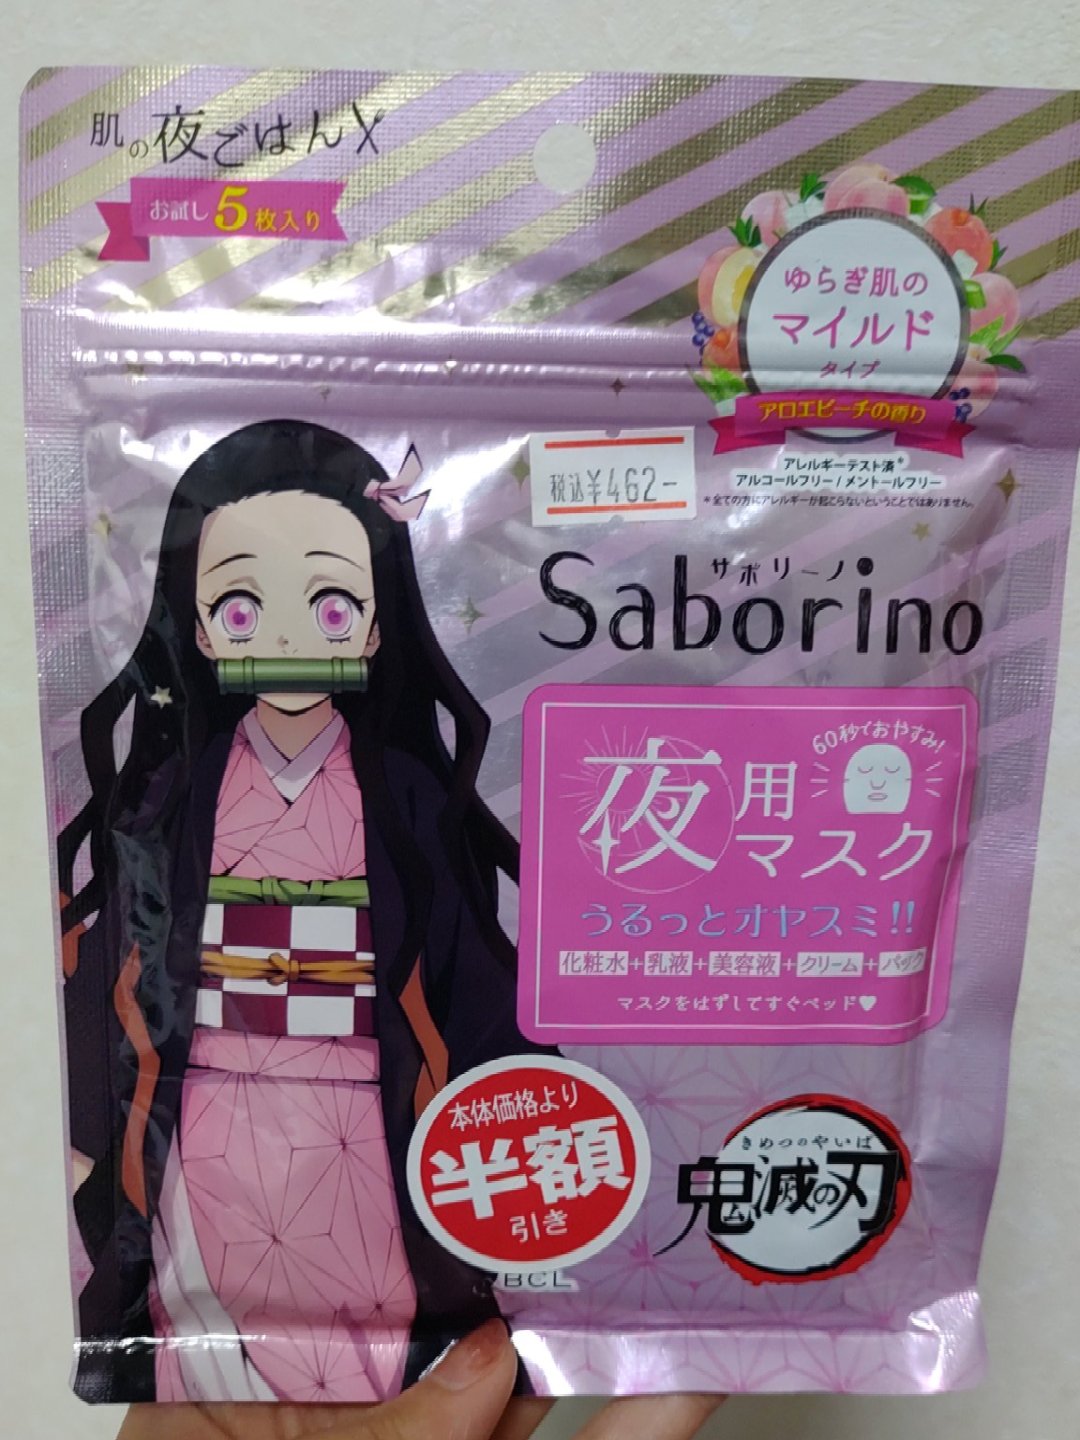 肌の夜ごはん
お試し5枚入り
ゆらぎ肌の
マイルド
タイプ
アロエピーチの香り
アレルギーテスト済*
アルコールフリー/メントールフリー
*全ての方にアレルギーが起こらないということではありません。
税込¥462-
サボリーノ
Saborino
60秒でおやすみ!
夜用
マスク
うるっとオヤスミ!!
化粧水+乳液+美容液+クリーム+パック
マスクをはずしてすぐベッド♥
本体価格より
半額
引き
きめつのやいば
鬼滅の刃
BCL